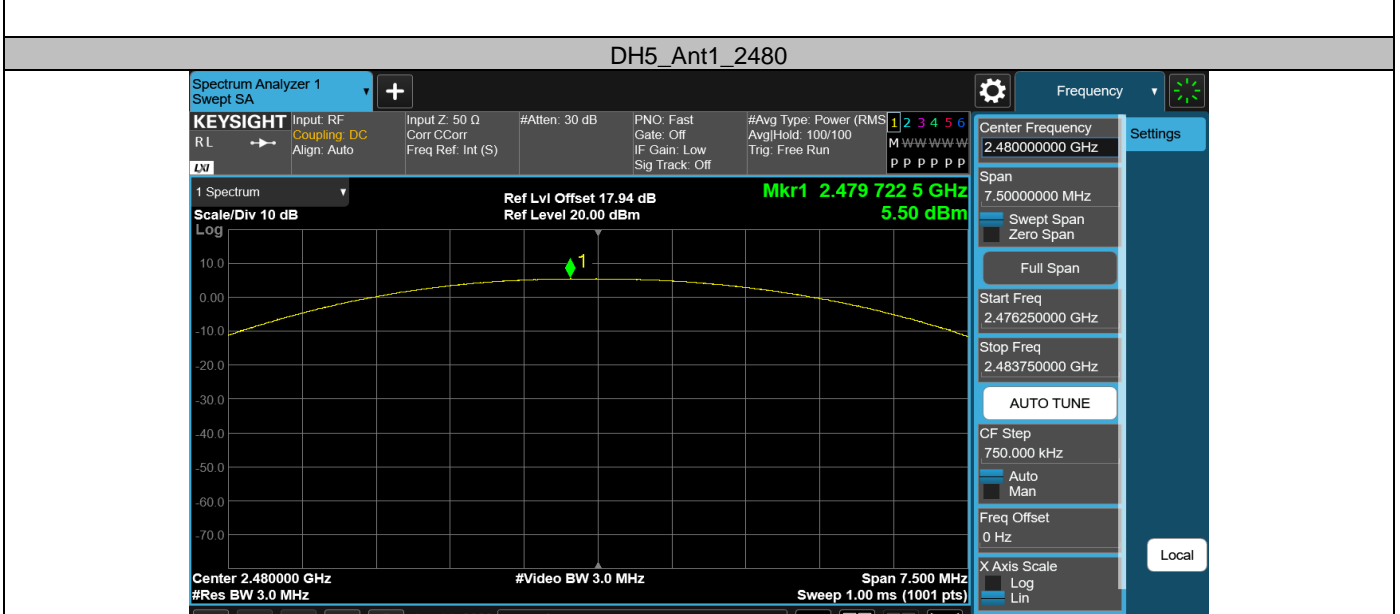 DH5_Ant1_2480
Spectrum Analyzer 1
Swept SA
+
Frequency
KEYSIGHT
RL
LXI
Input: RF
Coupling: DC
Align: Auto
Input Z: 50 Ω
Corr CCorr
Freq Ref: Int (S)
#Atten: 30 dB
PNO: Fast
Gate: Off
IF Gain: Low
Sig Track: Off
#Avg Type: Power (RMS
Avg|Hold: 100/100
Trig: Free Run
1 2 3 4 5 6
M W W W W W
P P P P P P
Center Frequency
2.480000000 GHz
Settings
Span
7.50000000 MHz
Swept Span
Zero Span
Full Span
Start Freq
2.476250000 GHz
Stop Freq
2.483750000 GHz
AUTO TUNE
CF Step
750.000 kHz
Auto
Man
Freq Offset
0 Hz
X Axis Scale
Log
Lin
Local
1 Spectrum
Scale/Div 10 dB
Log
Ref Lvl Offset 17.94 dB
Ref Level 20.00 dBm
Mkr1 2.479 722 5 GHz
5.50 dBm
1
10.0
0.00
-10.0
-20.0
-30.0
-40.0
-50.0
-60.0
-70.0
Center 2.480000 GHz
#Res BW 3.0 MHz
#Video BW 3.0 MHz
Span 7.500 MHz
Sweep 1.00 ms (1001 pts)